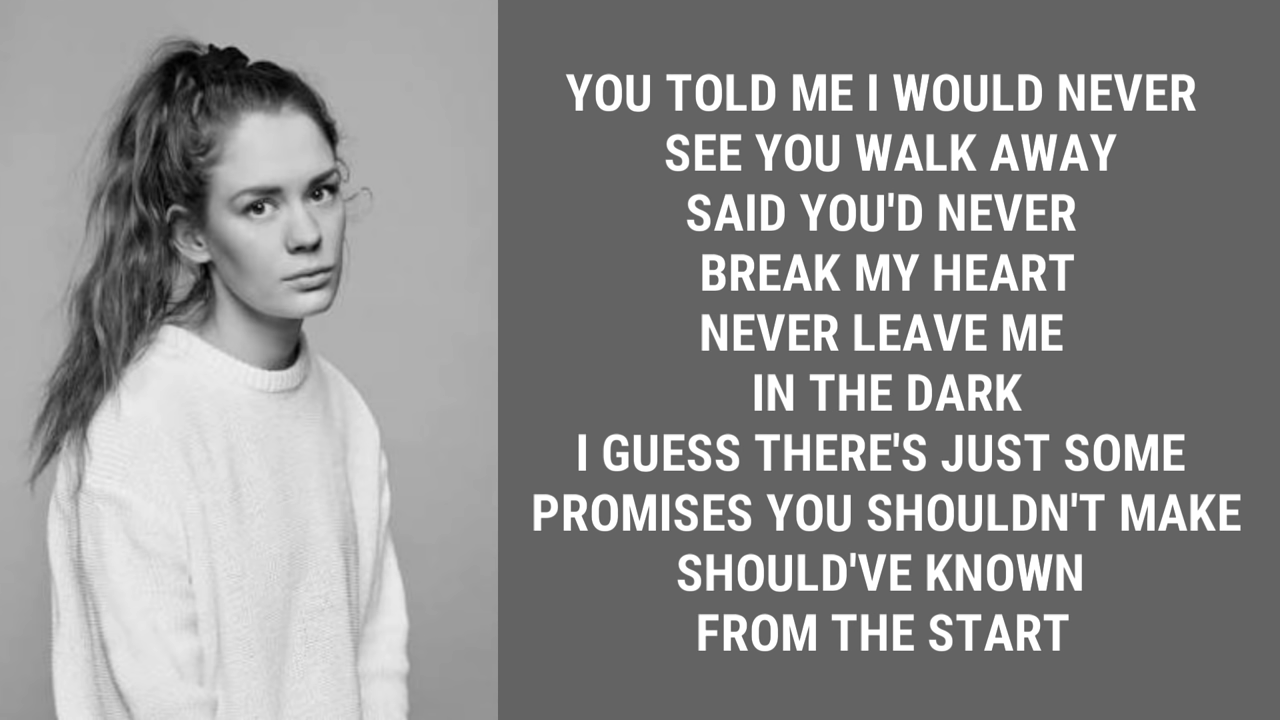 YOU TOLD ME I WOULD NEVER
SEE YOU WALK AWAY
SAID YOU'D NEVER
BREAK MY HEART
NEVER LEAVE ME
IN THE DARK
I GUESS THERE'S JUST SOME
PROMISES YOU SHOULDN'T MAKE
SHOULD'VE KNOWN
FROM THE START